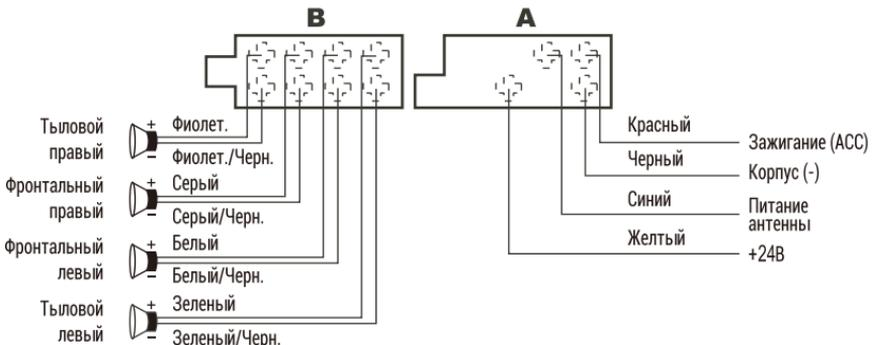 B
A
Тыловой
правый
+
Фиолет.
−
Фиолет./Черн.
Фронтальный
правый
+
Серый
−
Серый/Черн.
Фронтальный
левый
+
Белый
−
Белый/Черн.
Тыловой
левый
+
Зеленый
−
Зеленый/Черн.
Красный
Зажигание (ACC)
Черный
Корпус (-)
Синий
Питание
антенны
Желтый
+24В